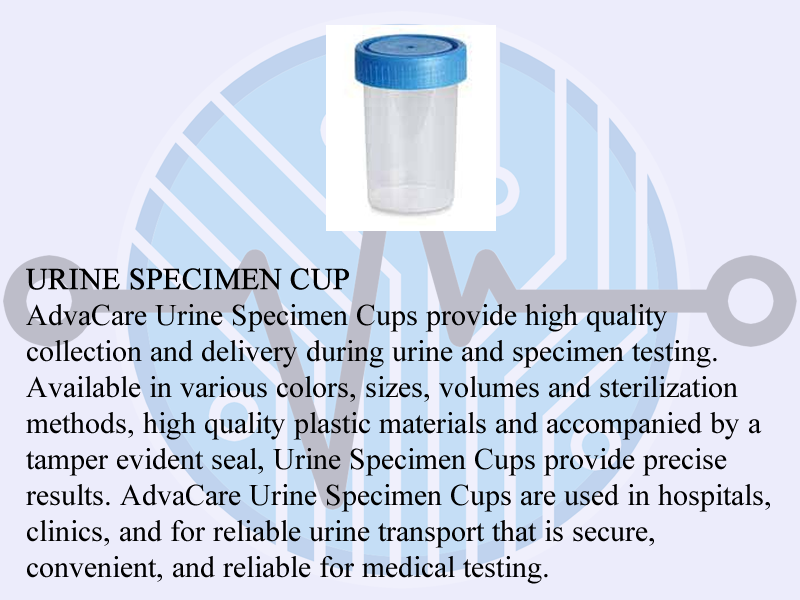 URINE SPECIMEN CUP
AdvaCare Urine Specimen Cups provide high quality
collection and delivery during urine and specimen testing.
Available in various colors, sizes, volumes and sterilization
methods, high quality plastic materials and accompanied by a
tamper evident seal, Urine Specimen Cups provide precise
results. AdvaCare Urine Specimen Cups are used in hospitals,
clinics, and for reliable urine transport that is secure,
convenient, and reliable for medical testing.